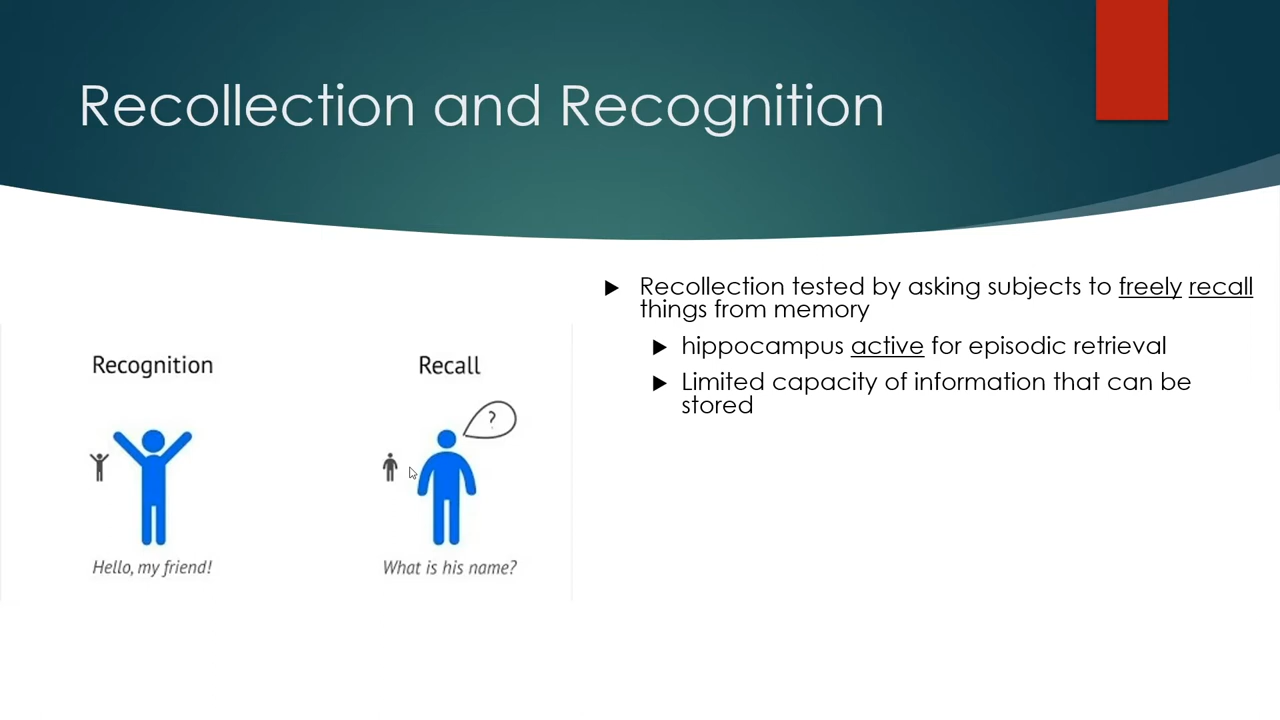 Recollection and Recognition
Recollection tested by asking subjects to freely recall
things from memory
hippocampus active for episodic retrieval
Limited capacity of information that can be
stored
Recognition
Recall
?
Hello, my friend!
What is his name?